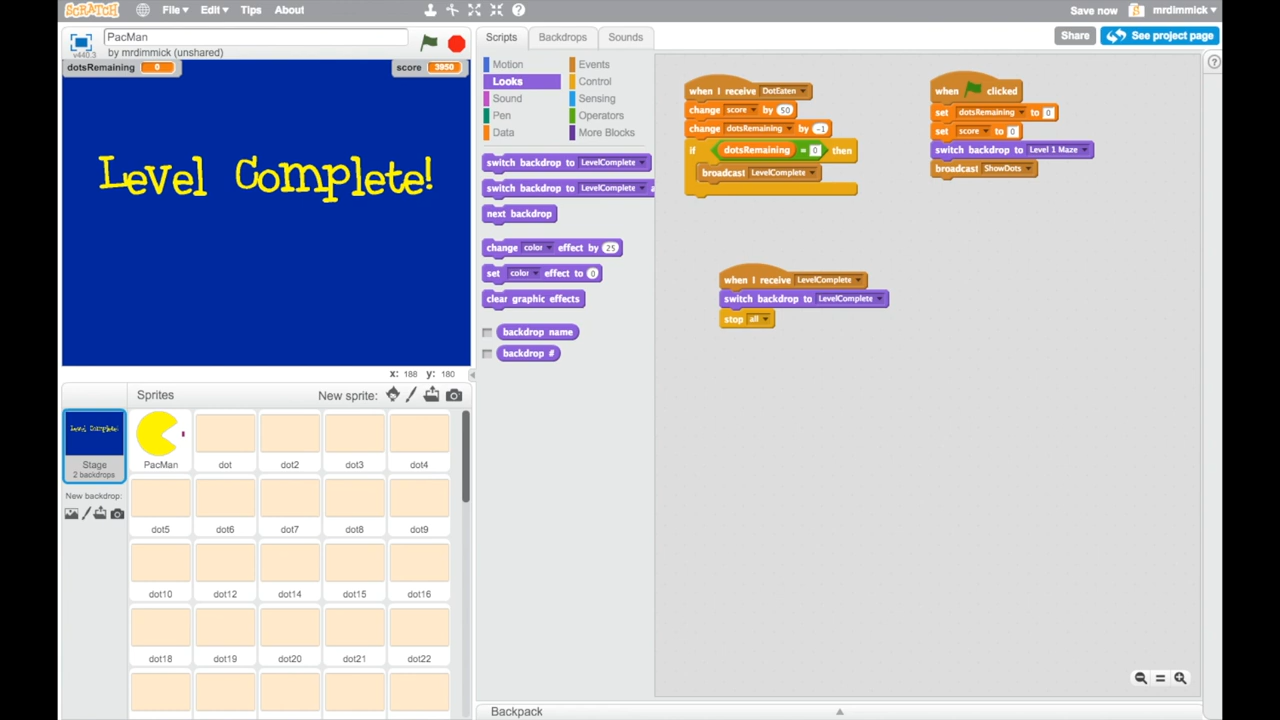 SCRATCH File▾ Edit▾ Tips About Save now mrdimmick▾
PacMan
by mrdimmick (unshared)
v440.3
Scripts Backdrops Sounds
Share See project page
dotsRemaining 0 score 3950
Level Complete!
x: 188 y: 180
Motion Events
Looks Control
Sound Sensing
Pen Operators
Data More Blocks
switch backdrop to LevelComplete
switch backdrop to LevelComplete a
next backdrop
change color effect by 25
set color effect to 0
clear graphic effects
backdrop name
backdrop #
when I receive DotEaten
change score by 50
change dotsRemaining by -1
if dotsRemaining = 0 then
broadcast LevelComplete
when clicked
set dotsRemaining to 0
set score to 0
switch backdrop to Level 1 Maze
broadcast ShowDots
when I receive LevelComplete
switch backdrop to LevelComplete
stop all
Sprites New sprite:
Level Complete!
Stage
2 backdrops
New backdrop:
PacMan dot dot2 dot3 dot4
dot5 dot6 dot7 dot8 dot9
dot10 dot12 dot14 dot15 dot16
dot18 dot19 dot20 dot21 dot22
Backpack